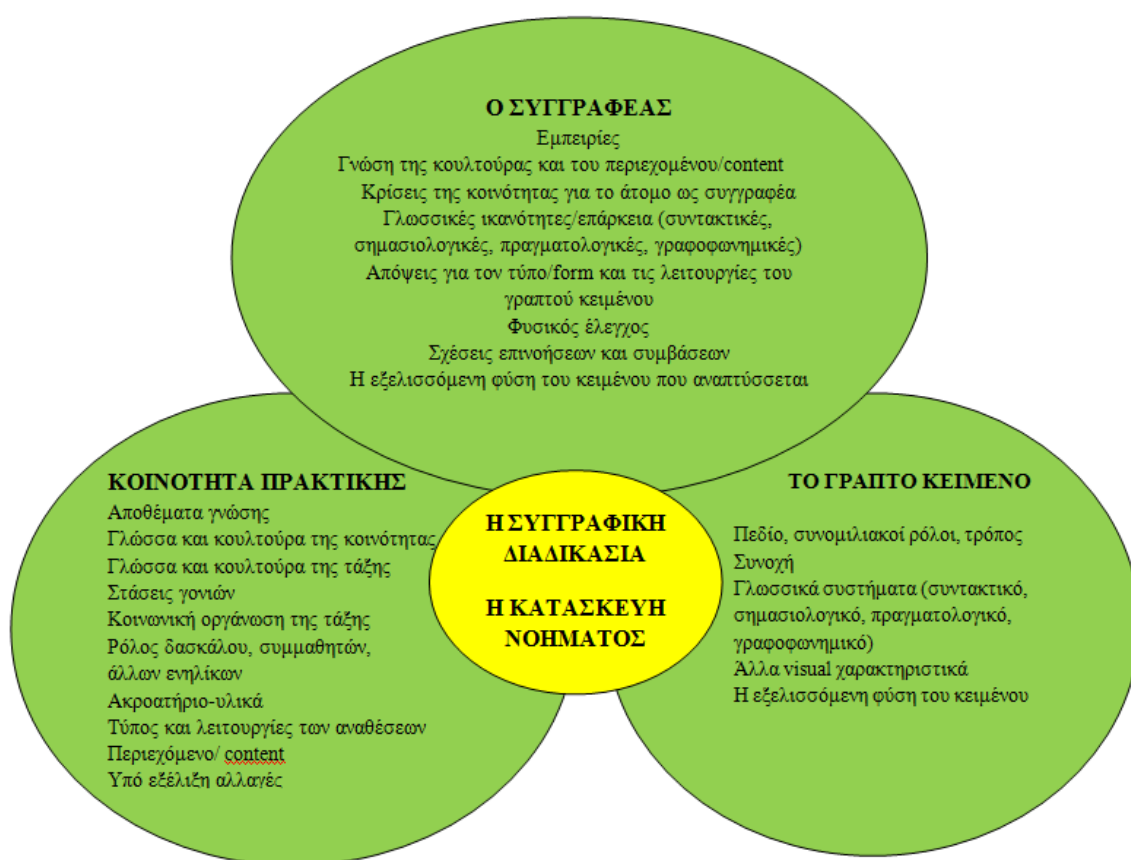 Ο ΣΥΓΓΡΑΦΕΑΣ
Εμπειρίες
Γνώση της κουλτούρας και του περιεχομένου/content
Κρίσεις της κοινότητας για το άτομο ως συγγραφέα
Γλωσσικές ικανότητες/επάρκεια (συντακτικές,
σημασιολογικές, πραγματολογικές, γραφοφωνημικές)
Απόψεις για τον τύπο/form και τις λειτουργίες του
γραπτού κειμένου
Φυσικός έλεγχος
Σχέσεις επινοήσεων και συμβάσεων
Η εξελισσόμενη φύση του κειμένου που αναπτύσσεται
ΚΟΙΝΟΤΗΤΑ ΠΡΑΚΤΙΚΗΣ
Αποθέματα γνώσης
Γλώσσα και κουλτούρα της κοινότητας
Γλώσσα και κουλτούρα της τάξης
Στάσεις γονιών
Κοινωνική οργάνωση της τάξης
Ρόλος δασκάλου, συμμαθητών,
άλλων ενηλίκων
Ακροατήριο-υλικά
Τύπος και λειτουργίες των αναθέσεων
Περιεχόμενο/ content
Υπό εξέλιξη αλλαγές
Η ΣΥΓΓΡΑΦΙΚΗ
ΔΙΑΔΙΚΑΣΙΑ
Η ΚΑΤΑΣΚΕΥΗ
ΝΟΗΜΑΤΟΣ
ΤΟ ΓΡΑΠΤΟ ΚΕΙΜΕΝΟ
Πεδίο, συνομιλιακοί ρόλοι, τρόπος
Συνοχή
Γλωσσικά συστήματα (συντακτικό,
σημασιολογικό, πραγματολογικό,
γραφοφωνημικό)
Άλλα visual χαρακτηριστικά
Η εξελισσόμενη φύση του κειμένου